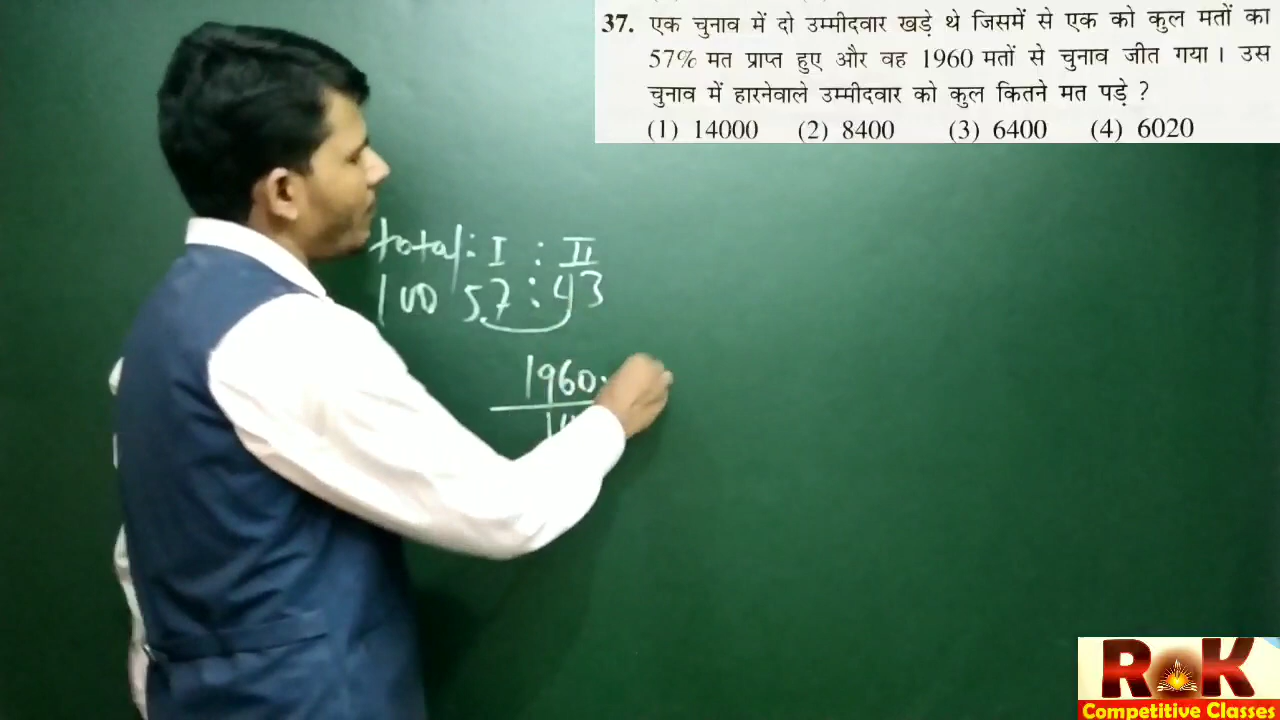 37. एक चुनाव में दो उम्मीदवार खड़े थे जिसमें से एक को कुल मतों का
57% मत प्राप्त हुए और वह 1960 मतों से चुनाव जीत गया। उस
चुनाव में हारनेवाले उम्मीदवार को कुल कितने मत पड़े ?
(1) 14000 (2) 8400 (3) 6400 (4) 6020
total : I : II
100 57 : 43
1960
R K
Competitive Classes